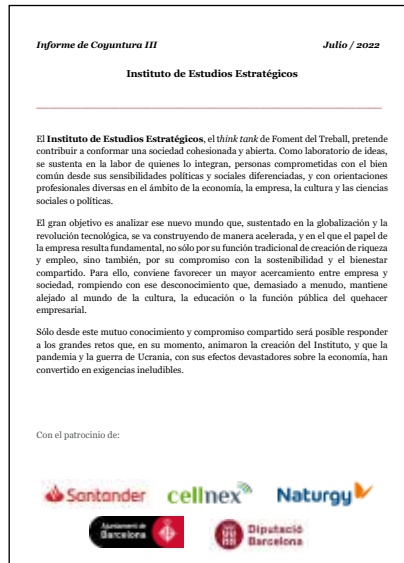 Informe de Coyuntura III Julio / 2022
Instituto de Estudios Estratégicos
El Instituto de Estudios Estratégicos, el think tank de Foment del Treball, pretende
contribuir a conformar una sociedad cohesionada y abierta. Como laboratorio de ideas,
se sustenta en la labor de quienes lo integran, personas comprometidas con el bien
común desde sus sensibilidades políticas y sociales diferenciadas, y con orientaciones
profesionales diversas en el ámbito de la economía, la empresa, la cultura y las ciencias
sociales o políticas.
El gran objetivo es analizar ese nuevo mundo que, sustentado en la globalización y la
revolución tecnológica, se va construyendo de manera acelerada, y en el que el papel de
la empresa resulta fundamental, no sólo por su función tradicional de creación de riqueza
y empleo, sino también, por su compromiso con la sostenibilidad y el bienestar
compartido. Para ello, conviene favorecer un mayor acercamiento entre empresa y
sociedad, rompiendo con ese desconocimiento que, demasiado a menudo, mantiene
alejado al mundo de la cultura, la educación o la función pública del quehacer
empresarial.
Sólo desde este mutuo conocimiento y compromiso compartido será posible responder
a los grandes retos que, en su momento, animaron la creación del Instituto, y que la
pandemia y la guerra de Ucrania, con sus efectos devastadores sobre la economía, han
convertido en exigencias ineludibles.
Con el patrocinio de:
Santander cellnex Naturgy
Ajuntament de
Barcelona
Diputació
Barcelona